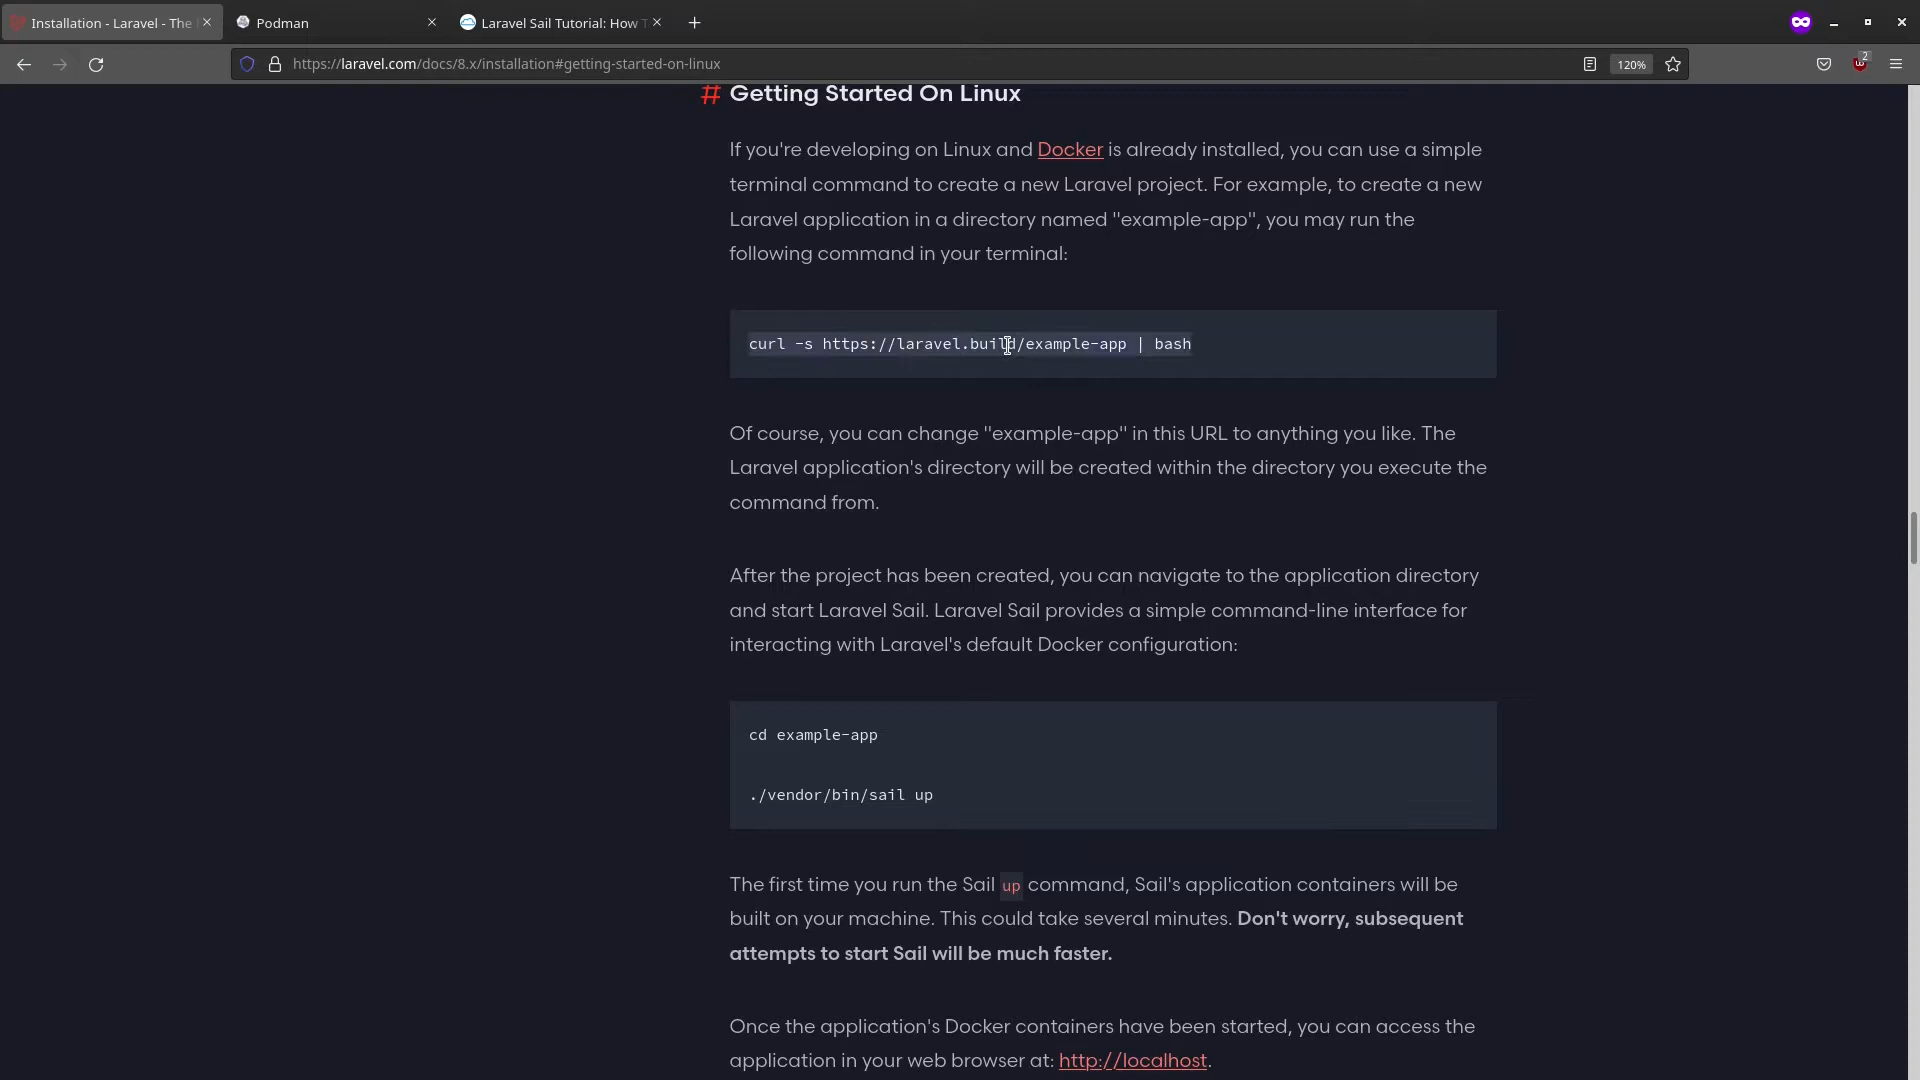 Installation - Laravel - The
Podman
Laravel Sail Tutorial: How T
https://laravel.com/docs/8.x/installation#getting-started-on-linux
120%
2
# Getting Started On Linux
If you're developing on Linux and Docker is already installed, you can use a simple
terminal command to create a new Laravel project. For example, to create a new
Laravel application in a directory named "example-app", you may run the
following command in your terminal:
curl -s https://laravel.build/example-app | bash
Of course, you can change "example-app" in this URL to anything you like. The
Laravel application's directory will be created within the directory you execute the
command from.
After the project has been created, you can navigate to the application directory
and start Laravel Sail. Laravel Sail provides a simple command-line interface for
interacting with Laravel's default Docker configuration:
cd example-app
./vendor/bin/sail up
The first time you run the Sail up command, Sail's application containers will be
built on your machine. This could take several minutes. Don't worry, subsequent
attempts to start Sail will be much faster.
Once the application's Docker containers have been started, you can access the
application in your web browser at: http://localhost.